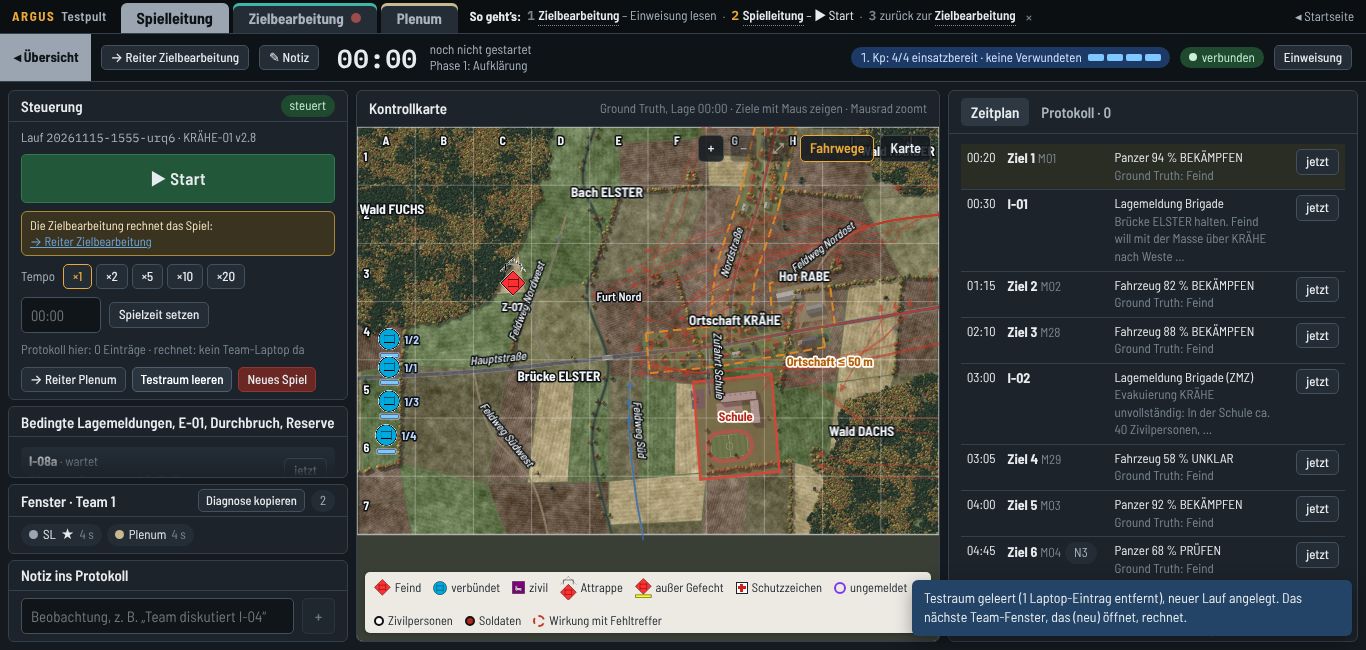 ARGUS Testpult
Spielleitung
Zielbearbeitung
Plenum
So geht's: 1 Zielbearbeitung – Einweisung lesen · 2 Spielleitung – ▶ Start · 3 zurück zur Zielbearbeitung ×
◂ Startseite
◂ Übersicht
→ Reiter Zielbearbeitung
✎ Notiz
00:00
noch nicht gestartet
Phase 1: Aufklärung
1. Kp: 4/4 einsatzbereit · keine Verwundeten
verbunden
Einweisung
Steuerung
steuert
Lauf 20261115-1555-urq6 · KRÄHE-01 v2.8
▶ Start
Die Zielbearbeitung rechnet das Spiel:
→ Reiter Zielbearbeitung
Tempo ×1 ×2 ×5 ×10 ×20
00:00
Spielzeit setzen
Protokoll hier: 0 Einträge · rechnet: kein Team-Laptop da
→ Reiter Plenum
Testraum leeren
Neues Spiel
Bedingte Lagemeldungen, E-01, Durchbruch, Reserve
I-08a · wartet
jetzt
Fenster · Team 1
Diagnose kopieren
2
SL ★ 4 s
Plenum 4 s
Notiz ins Protokoll
Beobachtung, z. B. „Team diskutiert I-04“
+
Kontrollkarte
Ground Truth, Lage 00:00 · Ziele mit Maus zeigen · Mausrad zoomt
A B C D E F G H
+
−
⤢
Fahrwege
Karte
1
Bach ELSTER
Wald FUCHS
2
Nordstraße
Feldweg Nordost
3
Hof RABE
Feldweg Nordwest
Z-07
Furt Nord
Ortschaft KRÄHE
4
1/2
Zufahrt Schule
Hauptstraße
Ortschaft ≤ 50 m
1/1
Brücke ELSTER
5
1/3
Feldweg Südwest
Feldweg Süd
Schule
1/4
Wald DACHS
6
7
Feind
verbündet
zivil
Attrappe
außer Gefecht
Schutzzeichen
ungemeldet
Zivilpersonen
Soldaten
Wirkung mit Fehltreffer
Zeitplan
Protokoll · 0
00:20 Ziel 1 M01 Panzer 94 % BEKÄMPFEN jetzt
Ground Truth: Feind
00:30 I-01 Lagemeldung Brigade jetzt
Brücke ELSTER halten. Feind
will mit der Masse über KRÄHE
nach Weste ...
01:15 Ziel 2 M02 Fahrzeug 82 % BEKÄMPFEN jetzt
Ground Truth: Feind
02:10 Ziel 3 M28 Fahrzeug 88 % BEKÄMPFEN jetzt
Ground Truth: Feind
03:00 I-02 Lagemeldung Brigade (ZMZ) jetzt
Evakuierung KRÄHE
unvollständig: In der Schule ca.
40 Zivilpersonen, ...
03:05 Ziel 4 M29 Fahrzeug 58 % UNKLAR jetzt
Ground Truth: Feind
04:00 Ziel 5 M03 Panzer 92 % BEKÄMPFEN jetzt
Ground Truth: Feind
04:45 Ziel 6 M04 N3 Panzer 68 % PRÜFEN jetzt
Ground Truth: Feind
Testraum geleert (1 Laptop-Eintrag entfernt), neuer Lauf angelegt. Das
nächste Team-Fenster, das (neu) öffnet, rechnet.